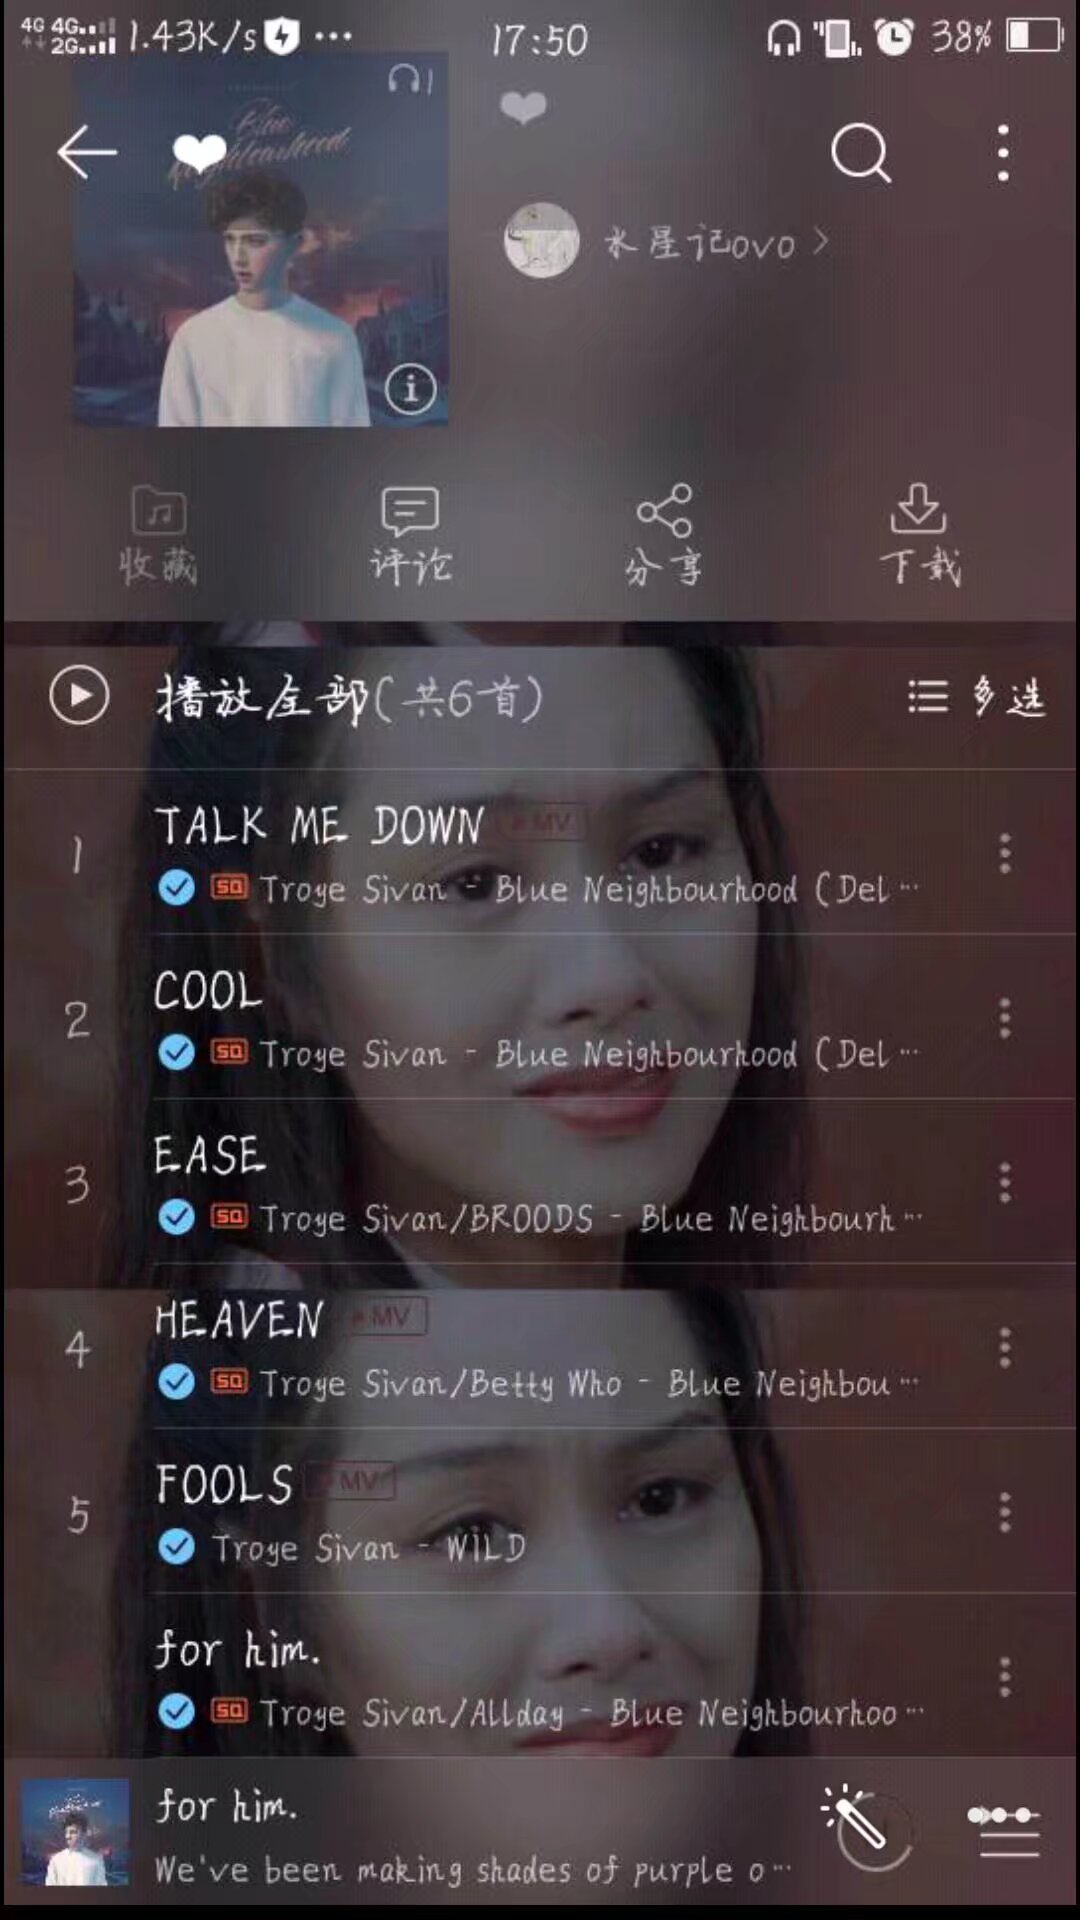 4G 4G 2G 1.43K/s ... 17:50 38%
1
Blue
Neighbourhood
水星记ovo >
收藏 评论 分享 下载
播放全部(共6首) 多选
1 TALK ME DOWN MV
SQ Troye Sivan - Blue Neighbourhood (Del ...
2 COOL
SQ Troye Sivan - Blue Neighbourhood (Del ...
3 EASE
SQ Troye Sivan/BROODS - Blue Neighbourh ...
4 HEAVEN MV
SQ Troye Sivan/Betty Who - Blue Neighbou ...
5 FOOLS MV
Troye Sivan - WILD
for him.
SQ Troye Sivan/Allday - Blue Neighbourhoo ...
for him.
We've been making shades of purple o ...